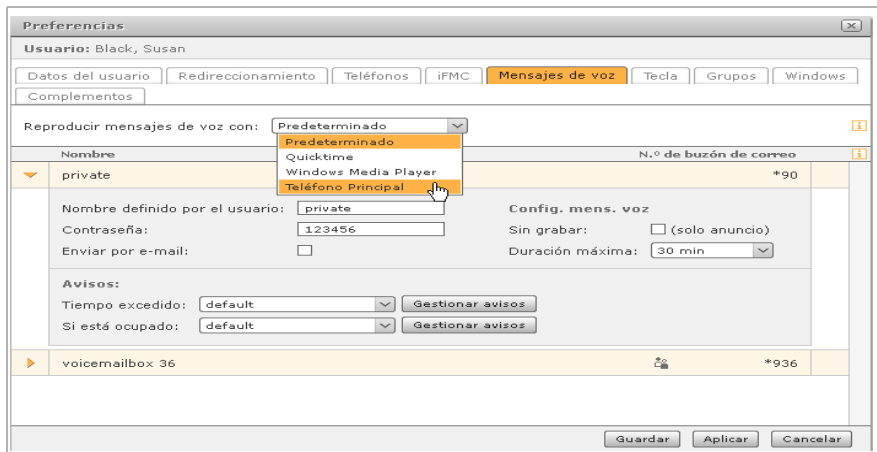 Preferencias
Usuario: Black, Susan
Datos del usuario Redireccionamiento Teléfonos iFMC Mensajes de voz Tecla Grupos Windows
Complementos
Reproducir mensajes de voz con: Predeterminado
Predeterminado
Nombre N.º de buzón de correo
Quicktime
Windows Media Player
private *90
Teléfono Principal
Nombre definido por el usuario: private Config. mens. voz
Contraseña: 123456 Sin grabar: (solo anuncio)
Enviar por e-mail: Duración máxima: 30 min
Avisos:
Tiempo excedido: default Gestionar avisos
Si está ocupado: default Gestionar avisos
voicemailbox 36 *936
Guardar Aplicar Cancelar